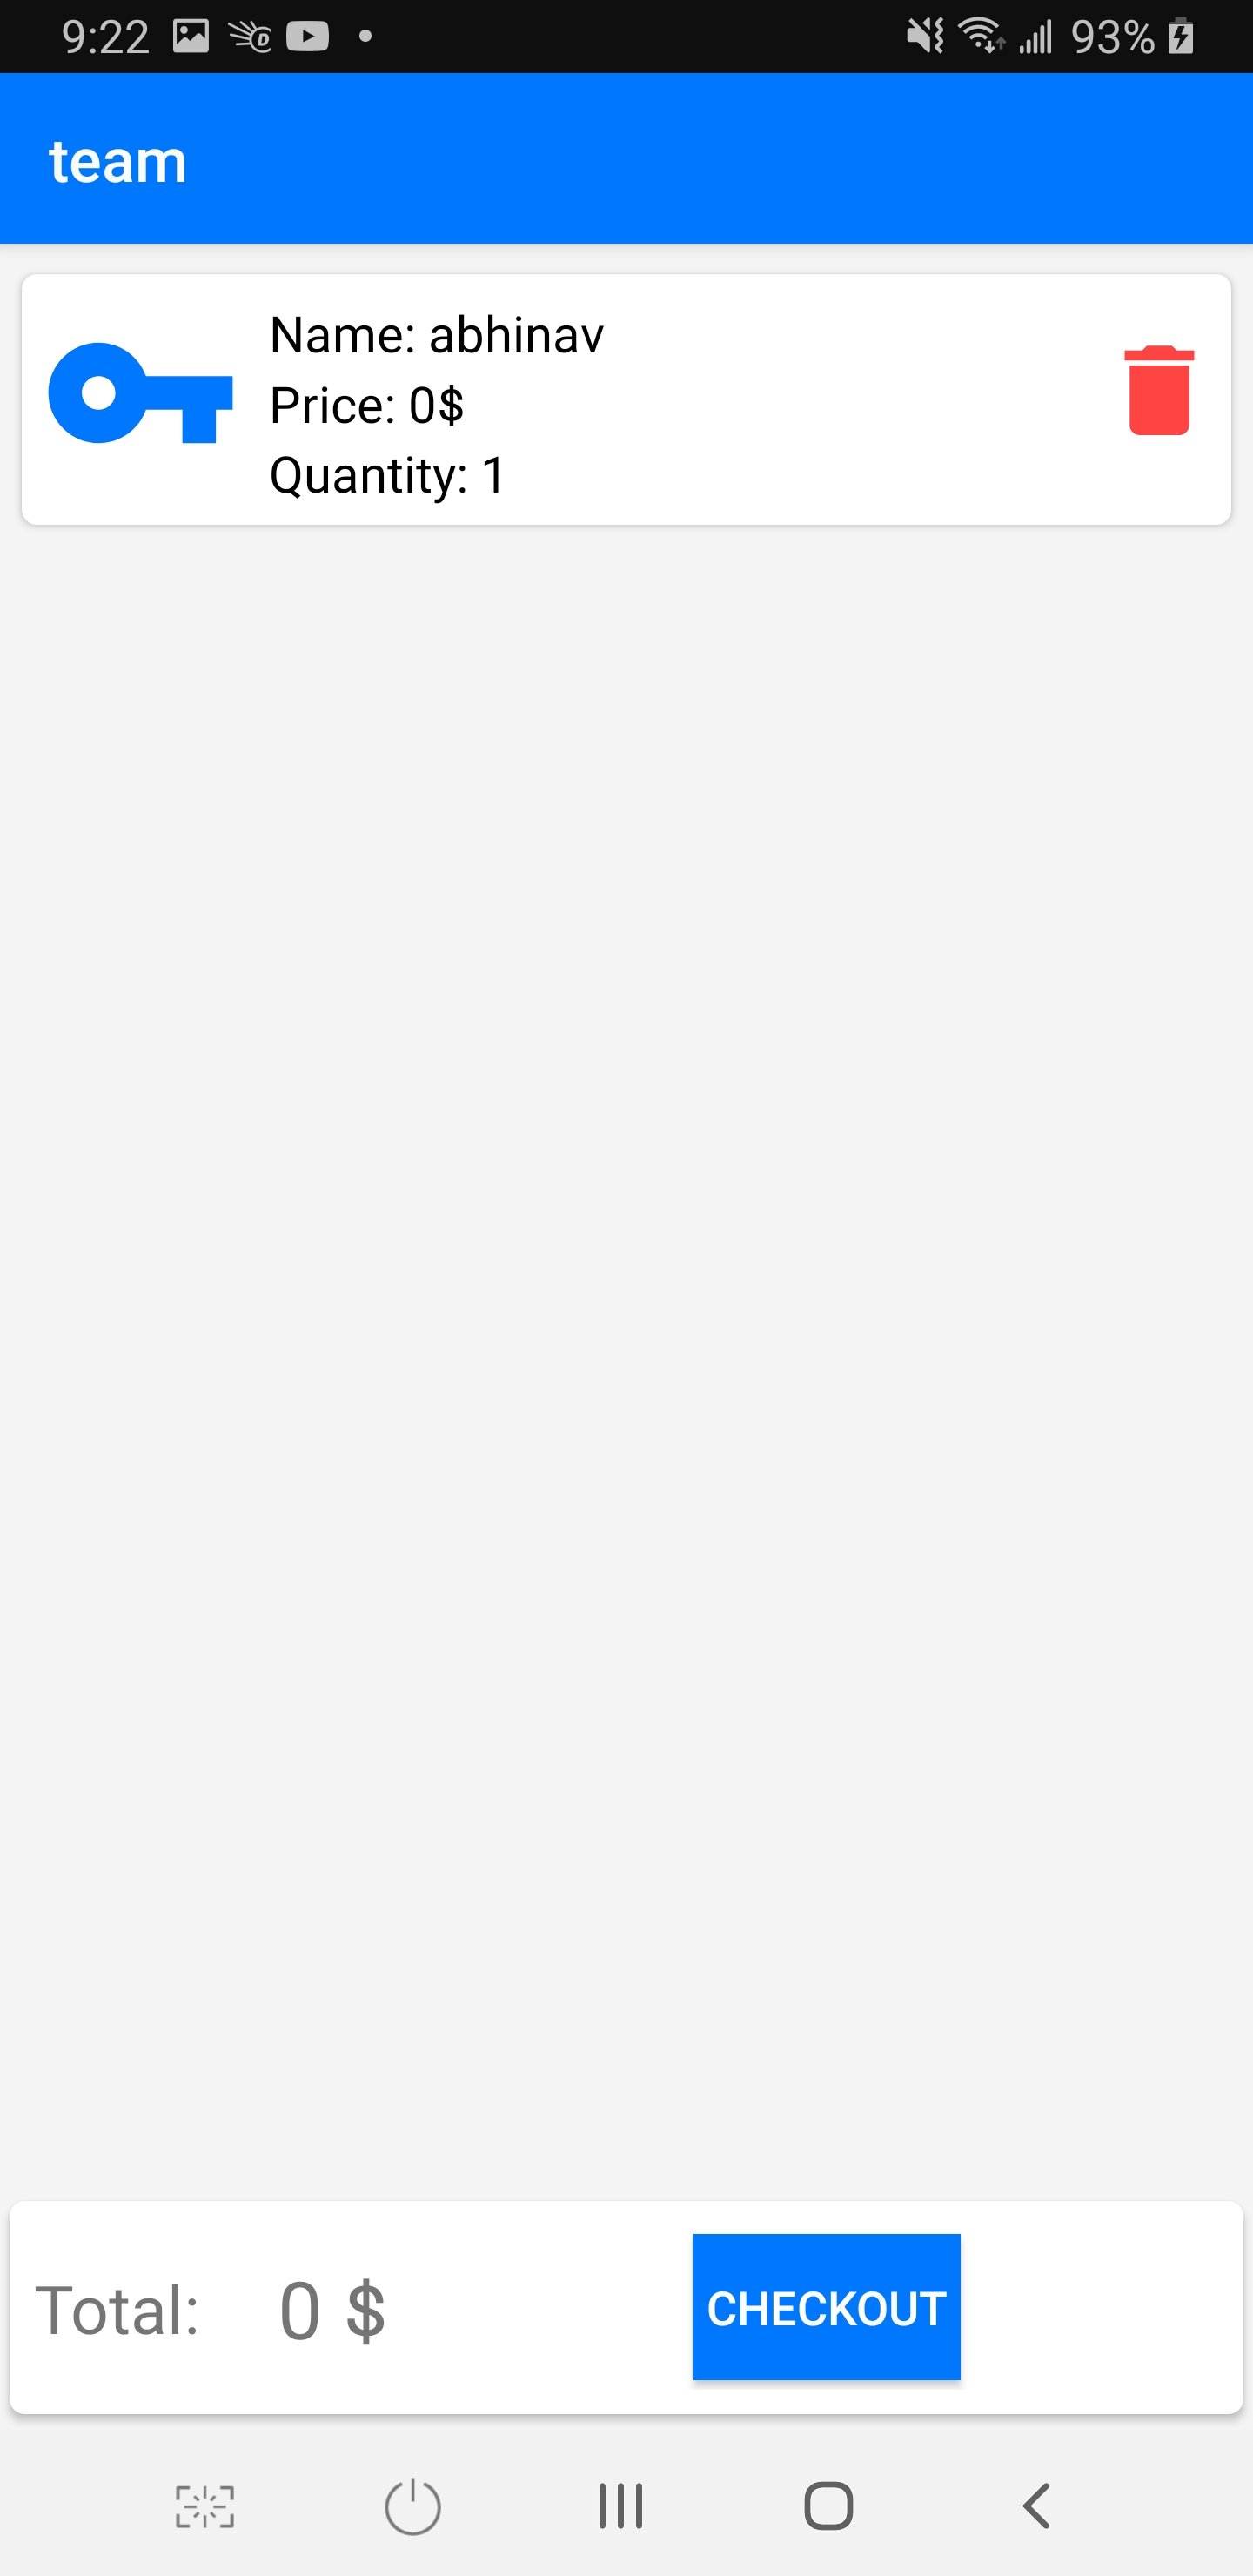 9:22 93%
team
Name: abhinav
Price: 0$
Quantity: 1
Total: 0 $ CHECKOUT